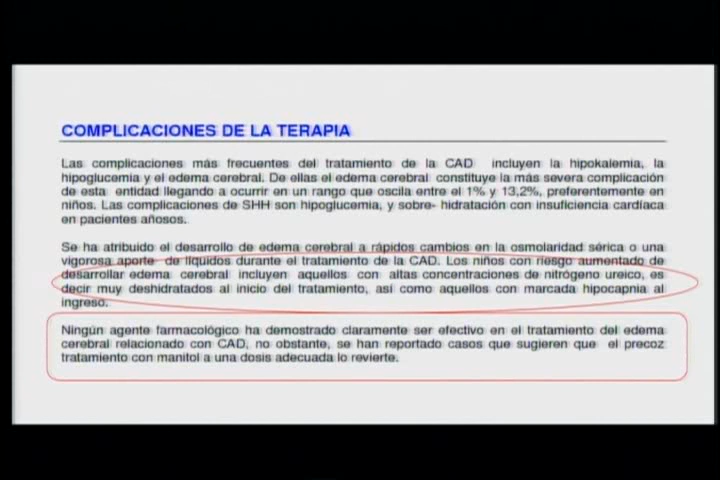 COMPLICACIONES DE LA TERAPIA
Las complicaciones más frecuentes del tratamiento de la CAD incluyen la hipokalemia, la
hipoglucemia y el edema cerebral. De ellas el edema cerebral constituye la más severa complicación
de esta entidad llegando a ocurrir en un rango que oscila entre el 1% y 13,2%, preferentemente en
niños. Las complicaciones de SHH son hipoglucemia, y sobre- hidratación con insuficiencia cardíaca
en pacientes añosos.
Se ha atribuido el desarrollo de edema cerebral a rápidos cambios en la osmolaridad sérica o una
vigorosa aporte de líquidos durante el tratamiento de la CAD. Los niños con riesgo aumentado de
desarrollar edema cerebral incluyen aquellos con altas concentraciones de nitrógeno ureico, es
decir muy deshidratados al inicio del tratamiento, así como aquellos con marcada hipocapnia al
ingreso.
Ningún agente farmacológico ha demostrado claramente ser efectivo en el tratamiento del edema
cerebral relacionado con CAD, no obstante, se han reportado casos que sugieren que el precoz
tratamiento con manitol a una dosis adecuada lo revierte.